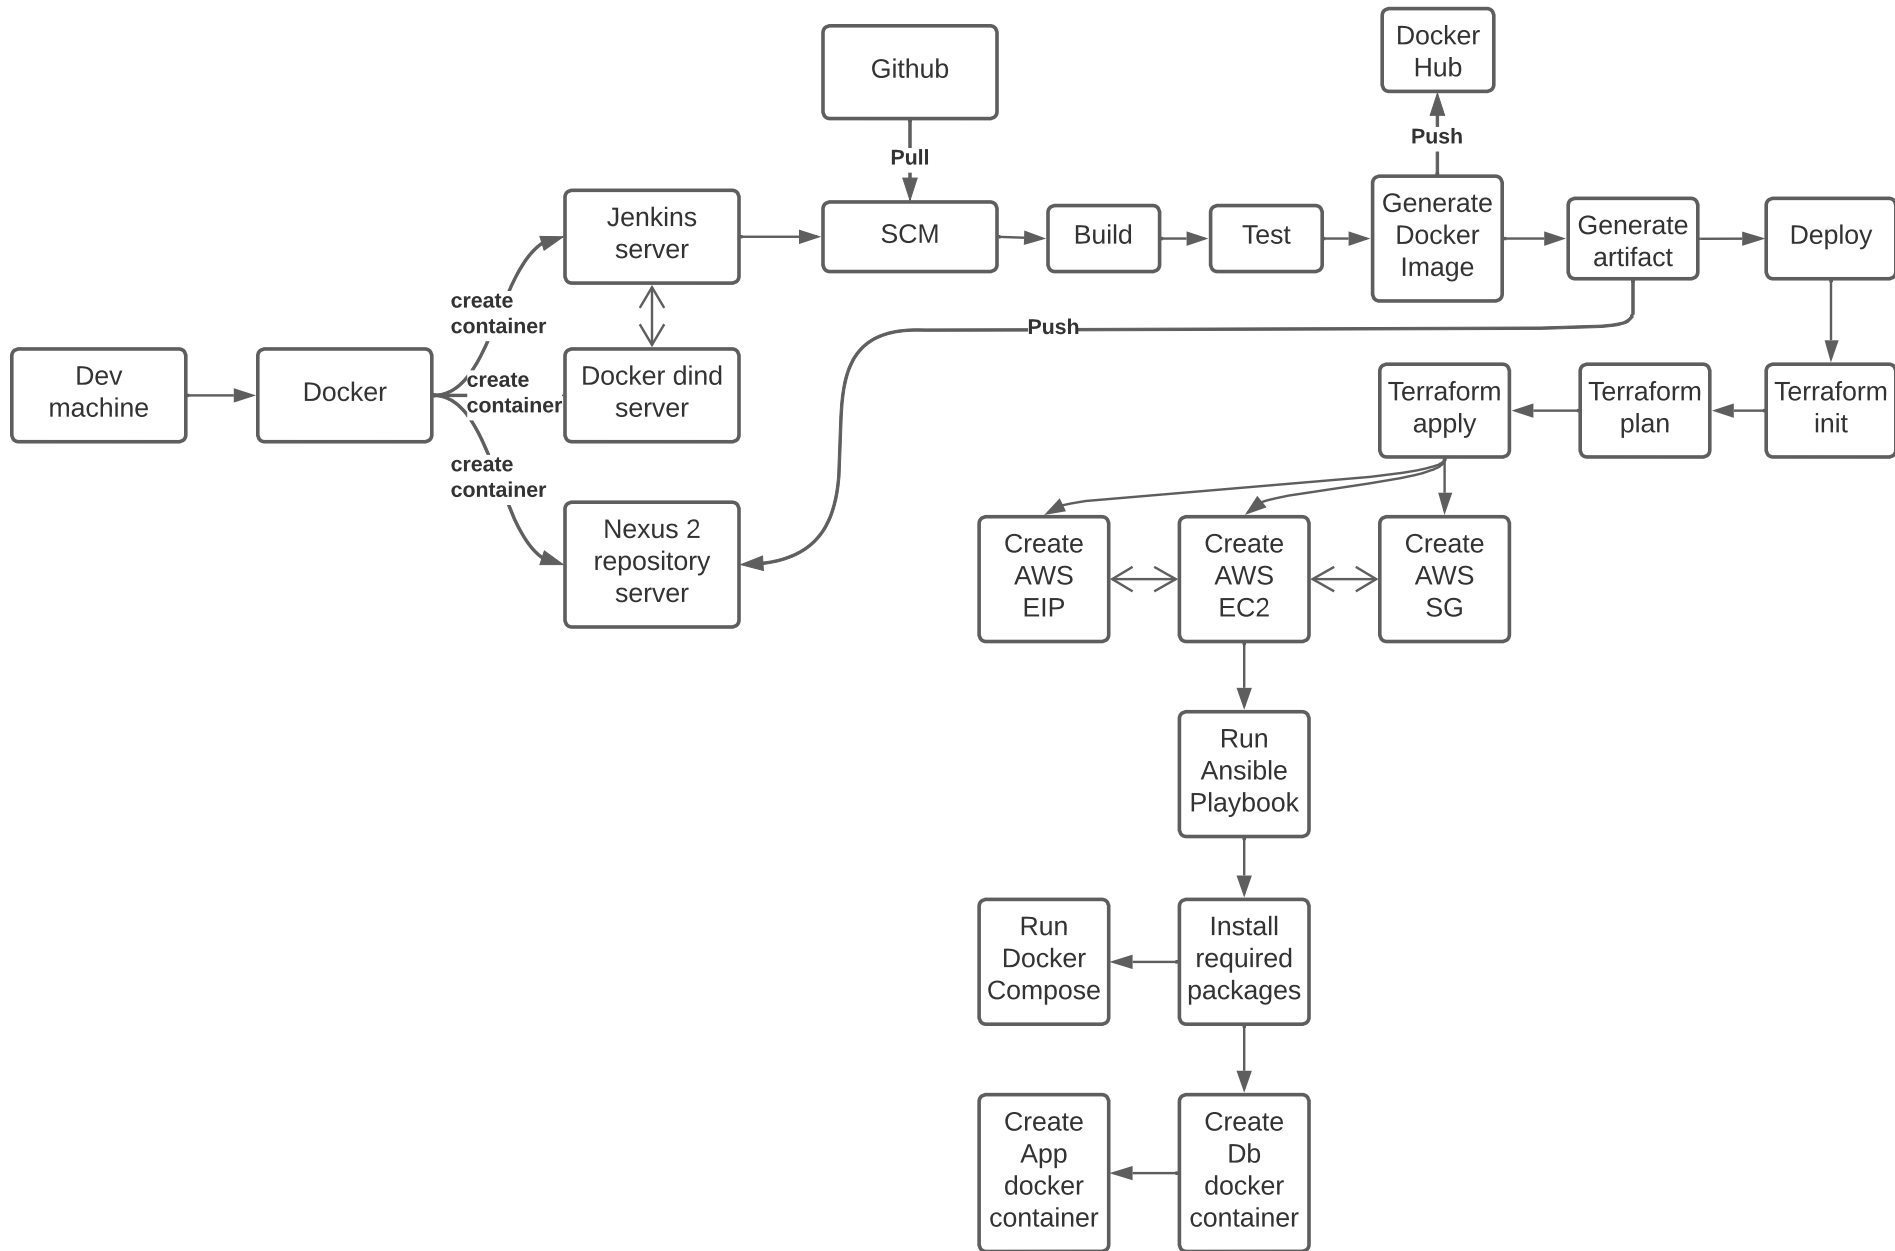 Docker
Hub
Github
Push
Pull
Jenkins
server
SCM
Build
Test
Generate
Docker
Image
Generate
artifact
Deploy
create
container
Push
Dev
machine
Docker
create
container
Docker dind
server
Terraform
apply
Terraform
plan
Terraform
init
create
container
Nexus 2
repository
server
Create
AWS
EIP
Create
AWS
EC2
Create
AWS
SG
Run
Ansible
Playbook
Run
Docker
Compose
Install
required
packages
Create
App
docker
container
Create
Db
docker
container